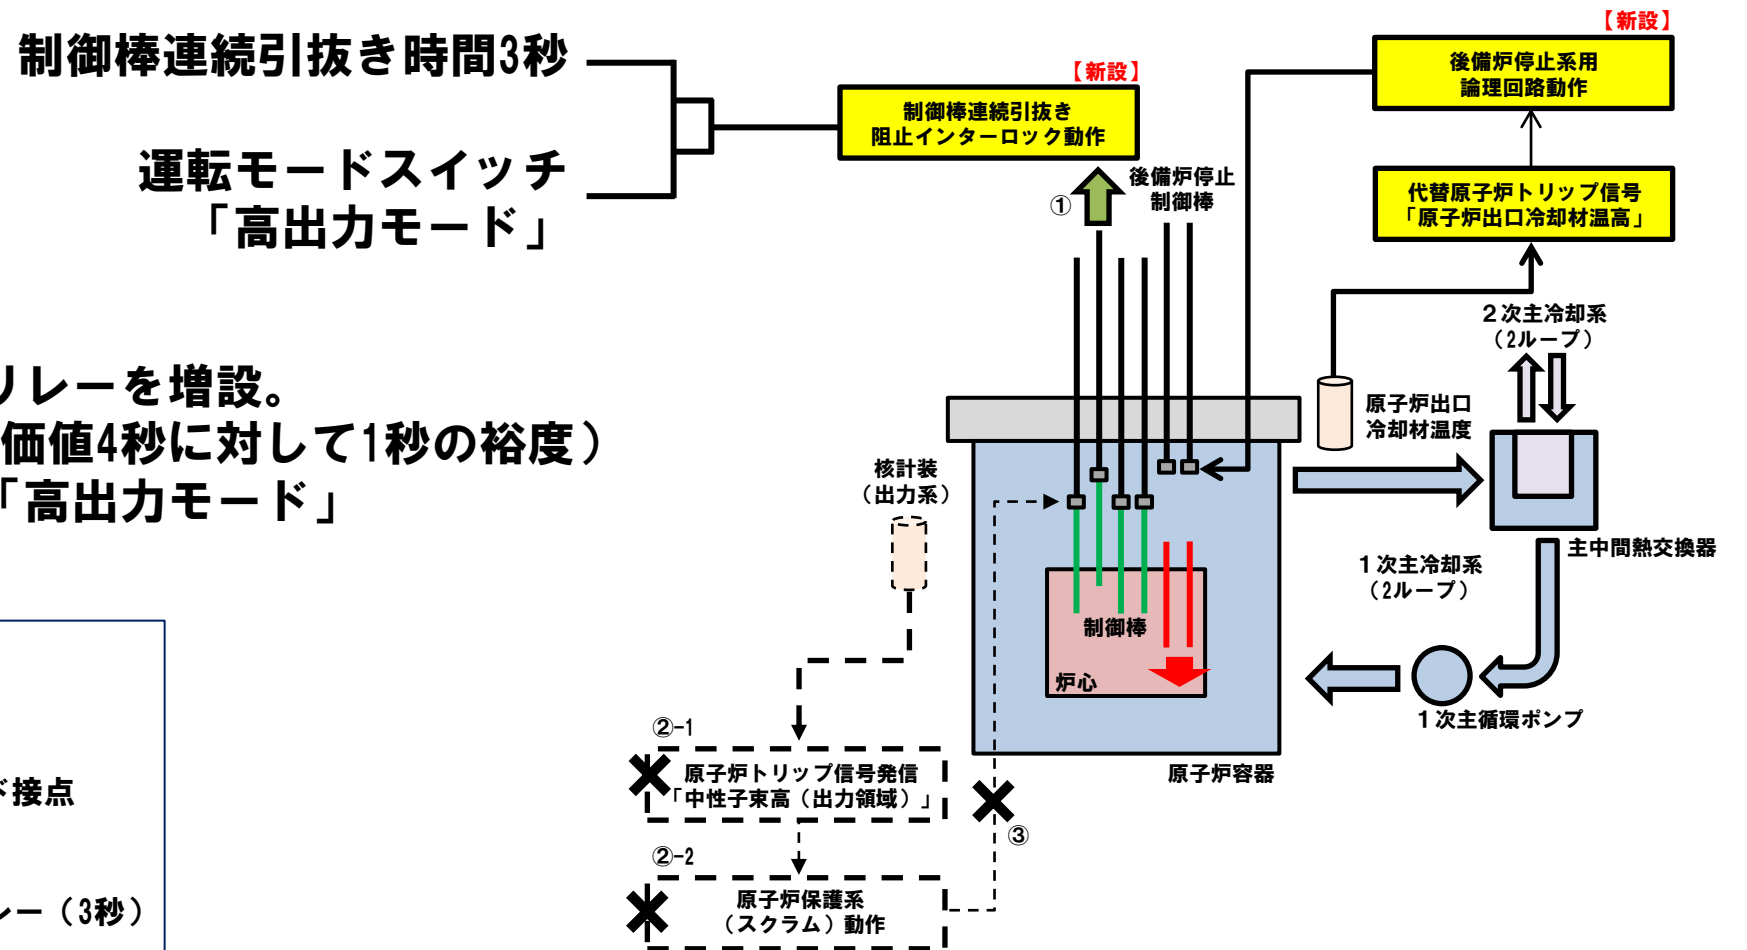 制御棒連続引抜き時間3秒
運転モードスイッチ
「高出力モード」
リレーを増設。
価値4秒に対して1秒の裕度）
「高出力モード」
ド接点
レー（3秒）
【新設】
制御棒連続引抜き
阻止インターロック動作
【新設】
後備炉停止系用
論理回路動作
代替原子炉トリップ信号
「原子炉出口冷却材温高」
①
後備炉停止
制御棒
２次主冷却系
（2ループ）
原子炉出口
冷却材温度
核計装
（出力系）
主中間熱交換器
１次主冷却系
（2ループ）
制御棒
炉心
１次主循環ポンプ
原子炉容器
②-1
原子炉トリップ信号発信
「中性子束高（出力領域）」
③
②-2
原子炉保護系
（スクラム）動作